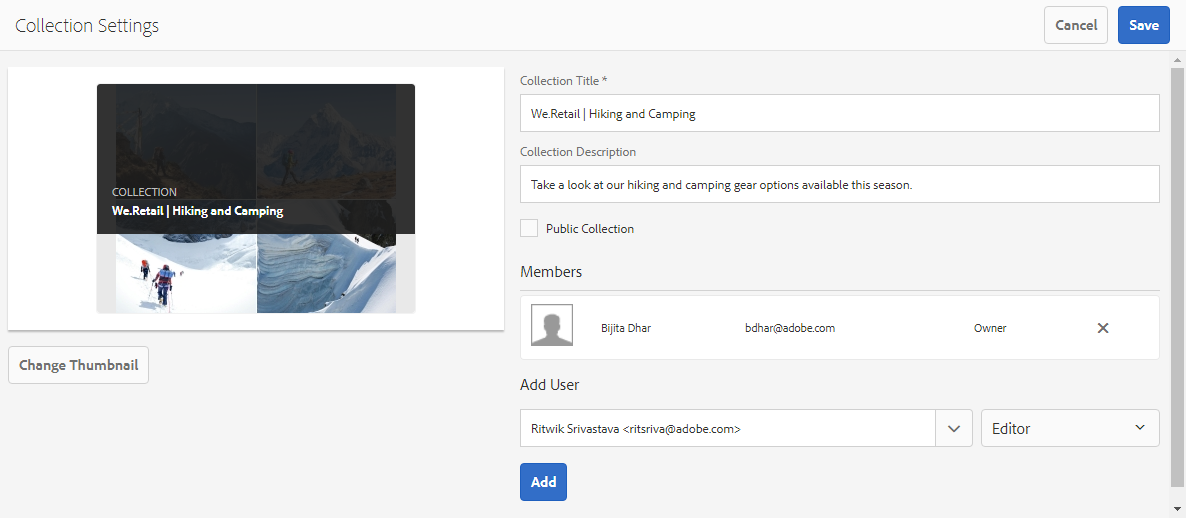 Collection Settings
Cancel
Save
COLLECTION
We.Retail | Hiking and Camping
Change Thumbnail
Collection Title *
We.Retail | Hiking and Camping
Collection Description
Take a look at our hiking and camping gear options available this season.
Public Collection
Members
Bijita Dhar bdhar@adobe.com Owner
Add User
Ritwik Srivastava <ritsriva@adobe.com>
Editor
Add